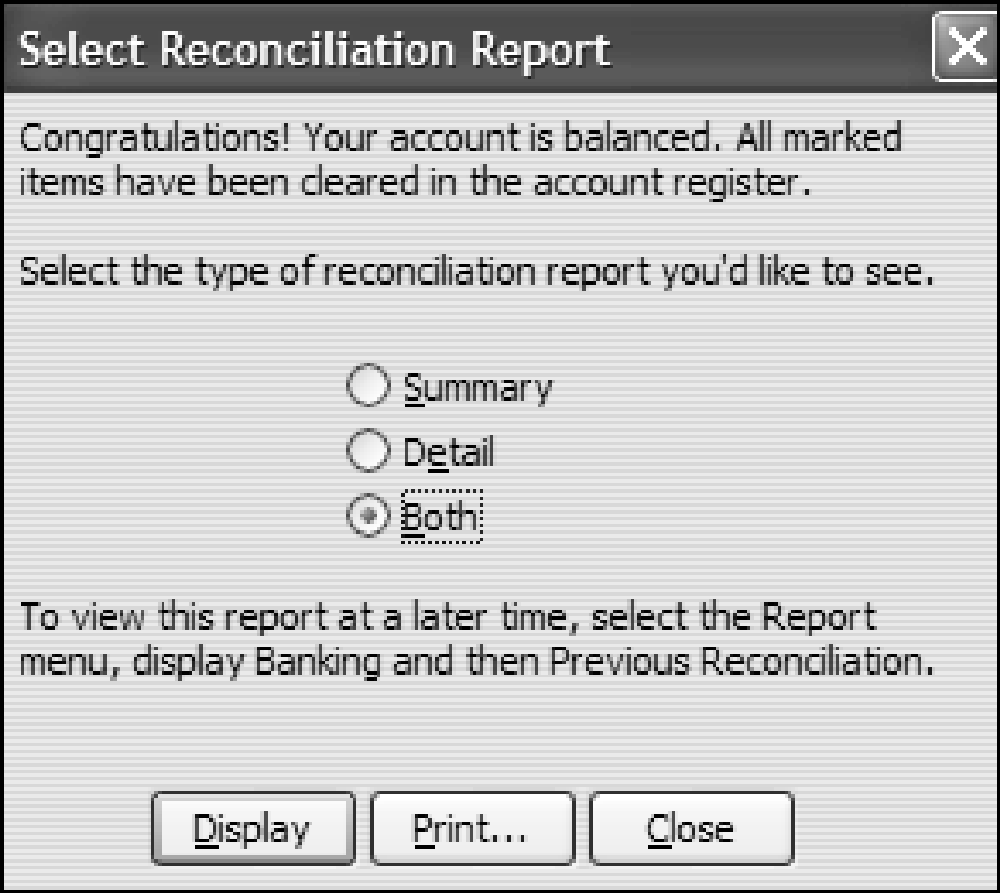 Select Reconciliation Report
Congratulations! Your account is balanced. All marked
items have been cleared in the account register.
Select the type of reconciliation report you'd like to see.
Summary
Detail
Both
To view this report at a later time, select the Report
menu, display Banking and then Previous Reconciliation.
Display Print... Close